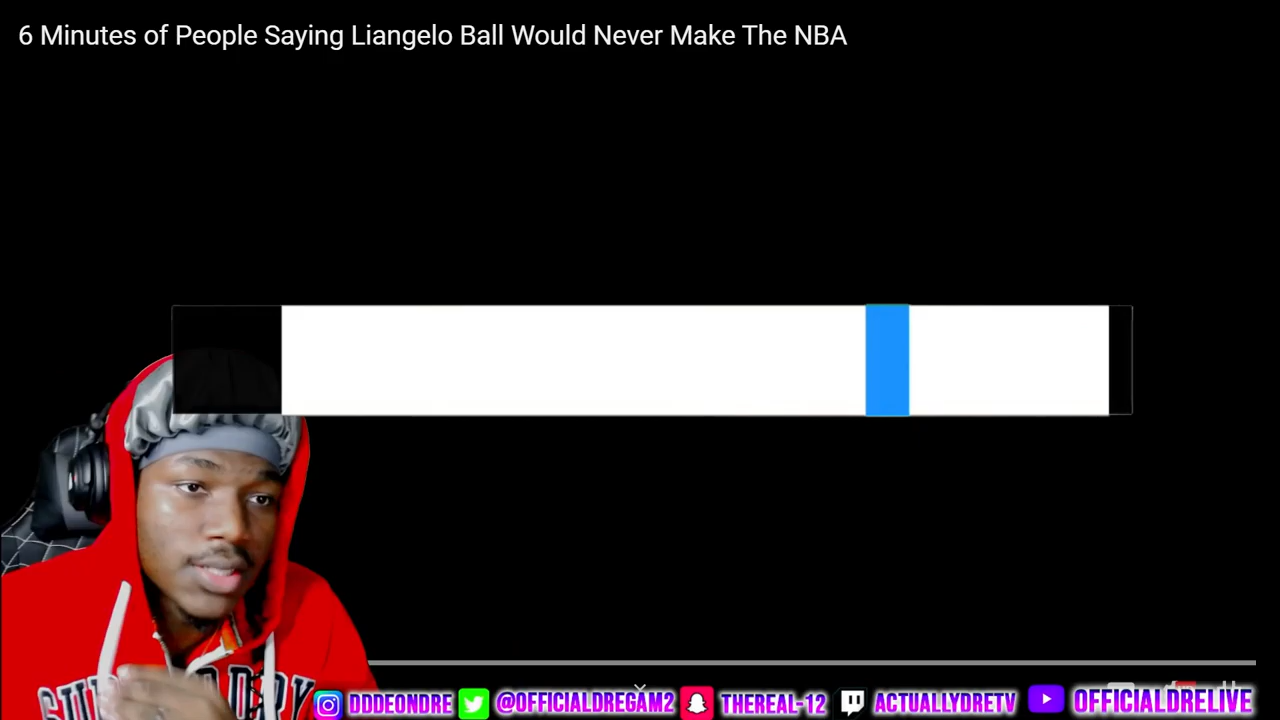 6 Minutes of People Saying Liangelo Ball Would Never Make The NBA
DDDEONDRE @OFFICIALDREGAM2 THEREAL-12 ACTUALLYDRETV OFFICIALDRELIVE